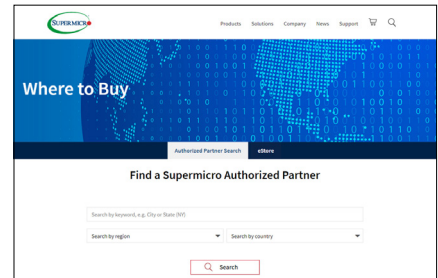 SUPERMICRO
Products Solutions Company News Support
Where to Buy
Authorized Partner Search eStore
Find a Supermicro Authorized Partner
Search by keyword, e.g. City or State (NY)
Search by region Search by country
Search